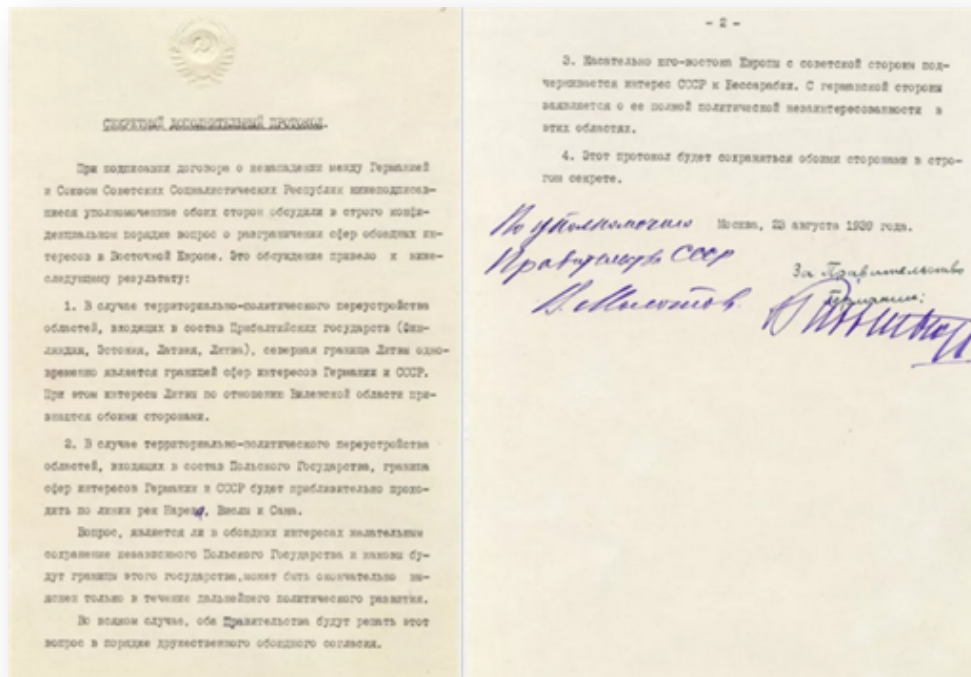 СЕКРЕТНЫЙ ДОПОЛНИТЕЛЬНЫЙ ПРОТОКОЛ.
При подписании договора о ненападении между Германией
и Союзом Советских Социалистических Республик нижеподписав-
шиеся уполномоченные обоих сторон обсудили в строго конфи-
денциальном порядке вопрос о разграничении сфер обоюдных ин-
тересов в Восточной Европе. Это обсуждение привело к ниже-
следующему результату:
1. В случае территориально-политического переустройства
областей, входящих в состав Прибалтийских государств (Фин-
ляндия, Эстония, Латвия, Литва), северная граница Литвы одно-
временно является границей сфер интересов Германии и СССР.
При этом интересы Литвы по отношению Виленской области при-
знаются обоими сторонами.
2. В случае территориально-политического переустройства
областей, входящих в состав Польского Государства, граница
сфер интересов Германии и СССР будет приблизительно прохо-
дить по линии рек Нарева, Вислы и Сана.
Вопрос, является ли в обоюдных интересах желательным
сохранение независимого Польского Государства и каковы бу-
дут границы этого государства, может быть окончательно вы-
яснен только в течение дальнейшего политического развития.
Во всяком случае, оба Правительства будут решать этот
вопрос в порядке дружественного обоюдного согласия.
- 2 -
3. Касательно юго-востока Европы с советской стороны под-
черкивается интерес СССР к Бессарабии. С германской стороны
заявляется о ее полной политической незаинтересованности в
этих областях.
4. Этот протокол будет сохраняться обоими сторонами в стро-
гом секрете.
Москва, 23 августа 1939 года.
По уполномочию
Правительства СССР
В. Молотов
За Правительство
Германии: